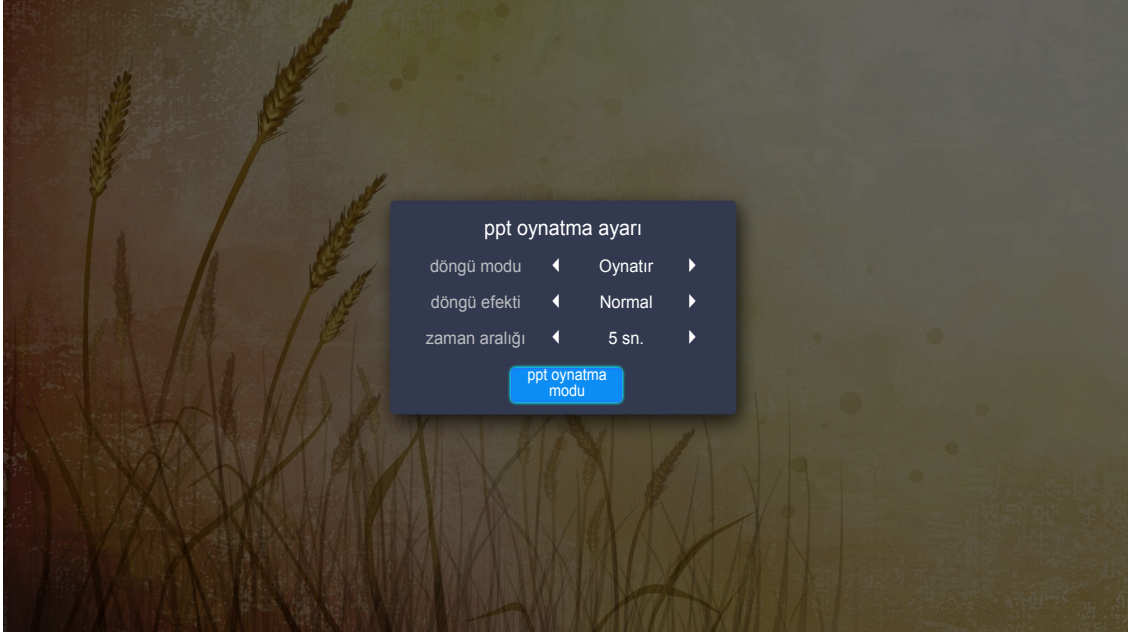 ppt oynatma ayarı
döngü modu Oynatır
döngü efekti Normal
zaman aralığı 5 sn.
ppt oynatma
modu